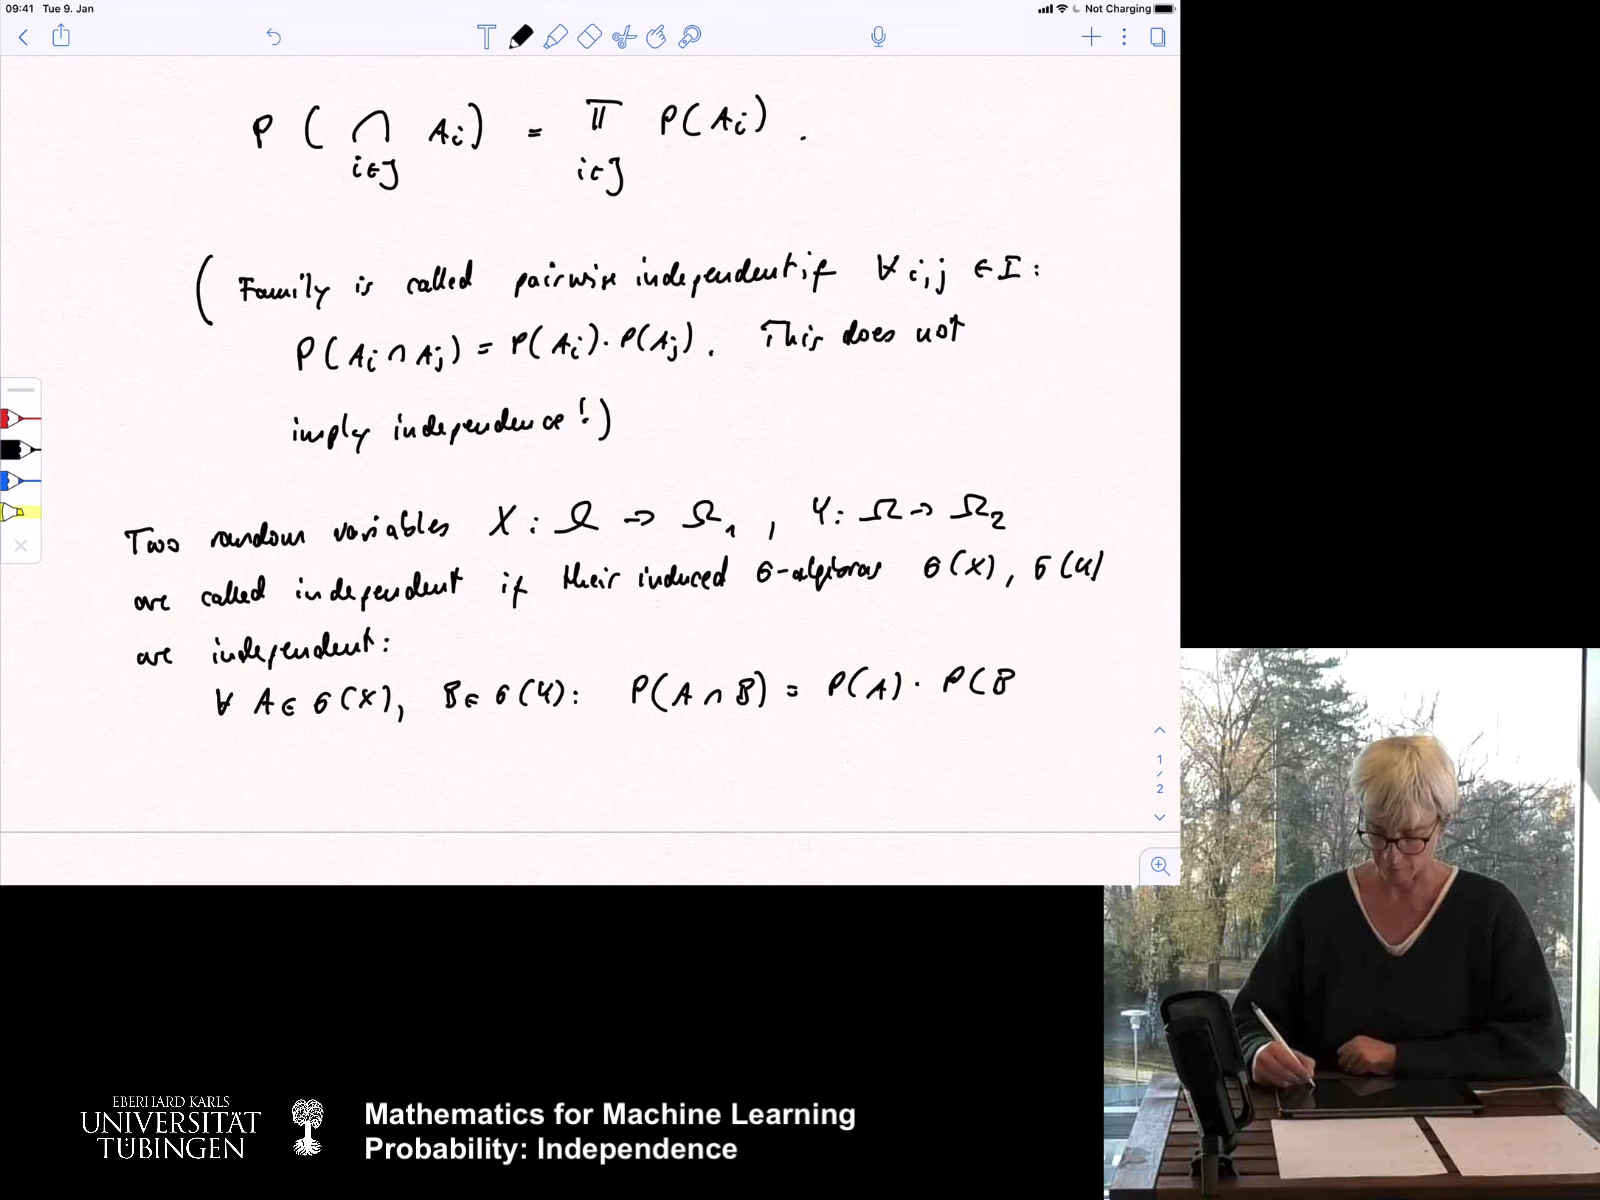 09:41 Tue 9. Jan
Not Charging
T
P ( ⋂ Aᵢ ) = ∏ P(Aᵢ) .
i∈J i∈J
( Family is called pairwise independent if ∀ i,j ∈ I :
P(Aᵢ ∩ Aⱼ) = P(Aᵢ) · P(Aⱼ) . This does not
imply independence ! )
Two random variables X : Ω → Ω₁ , Y : Ω → Ω₂
are called independent if their induced σ-algebras σ(X) , σ(Y)
are independent :
∀ A ∈ σ(X) , B ∈ σ(Y) : P(A ∩ B) = P(A) · P(B
1
/
2
EBERHARD KARLS
UNIVERSITÄT
TÜBINGEN
Mathematics for Machine Learning
Probability: Independence